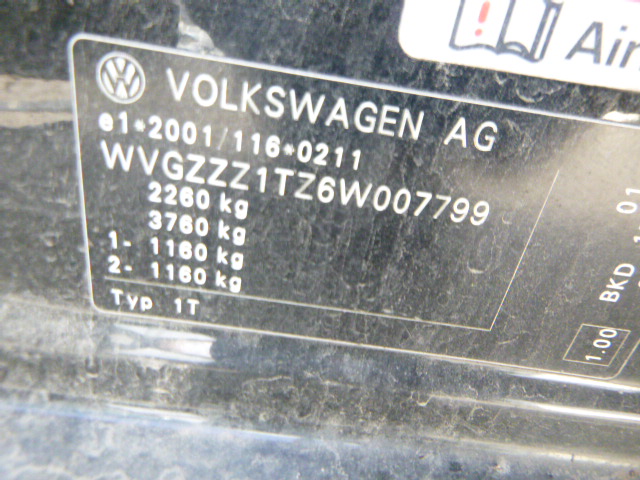 Air
VOLKSWAGEN AG
e1*2001/116*0211
WVGZZZ1TZ6W007799
2260 kg
3760 kg
1- 1160 kg
2- 1160 kg
Typ 1T
01
BKD
1.00